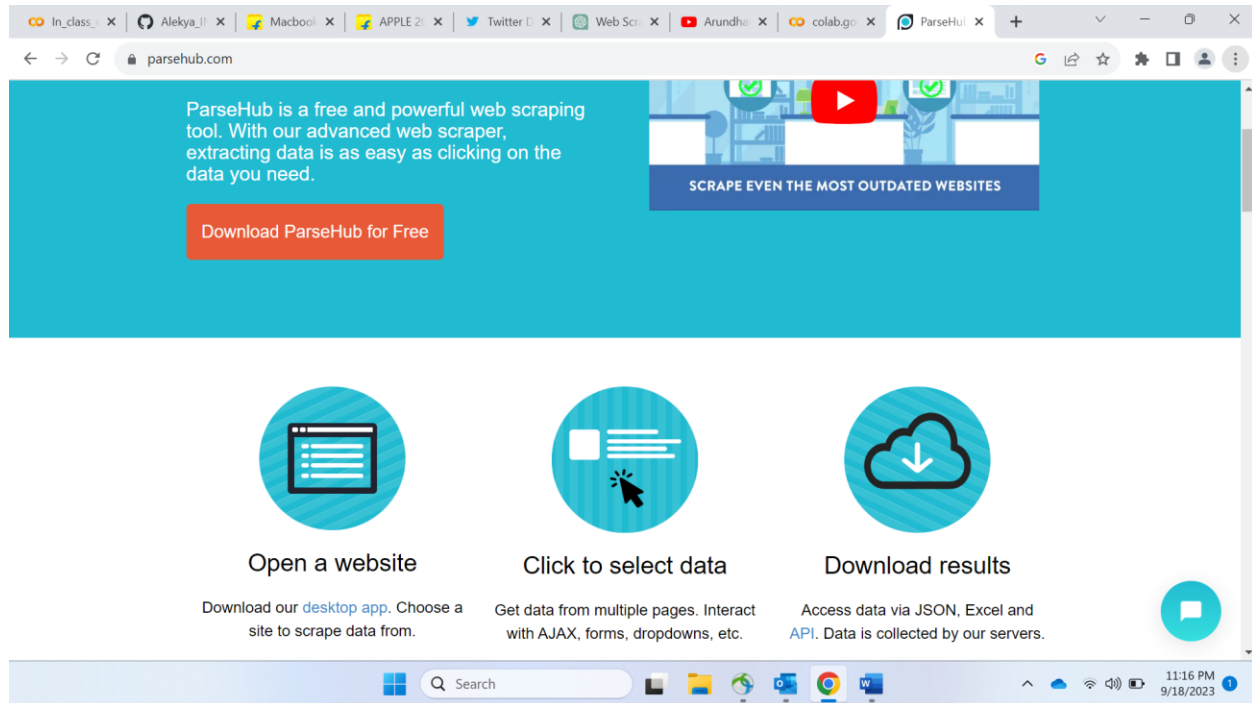 In_class_
Alekya_I
Macbook
APPLE 20
Twitter D
Web Scra
Arundha
colab.go
ParseHul
parsehub.com
ParseHub is a free and powerful web scraping
tool. With our advanced web scraper,
extracting data is as easy as clicking on the
data you need.
Download ParseHub for Free
SCRAPE EVEN THE MOST OUTDATED WEBSITES
Open a website
Download our desktop app. Choose a
site to scrape data from.
Click to select data
Get data from multiple pages. Interact
with AJAX, forms, dropdowns, etc.
Download results
Access data via JSON, Excel and
API. Data is collected by our servers.
Search
11:16 PM
9/18/2023
1